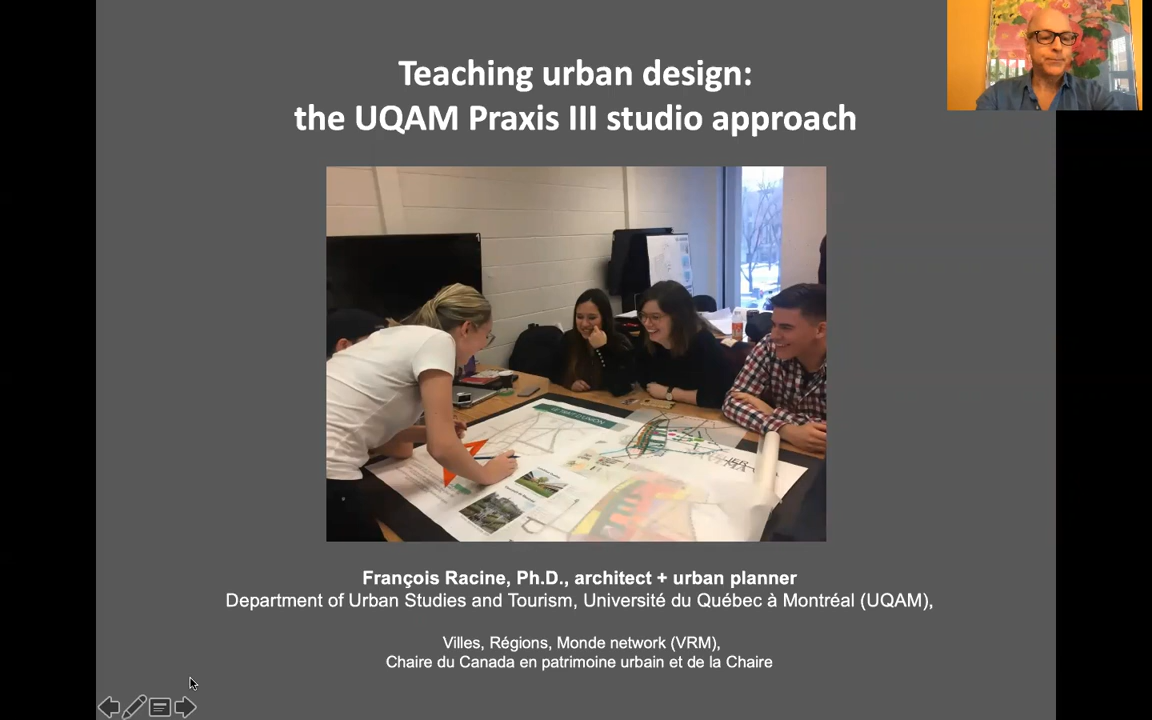 Teaching urban design:
the UQAM Praxis III studio approach
François Racine, Ph.D., architect + urban planner
Department of Urban Studies and Tourism, Université du Québec à Montréal (UQAM),
Villes, Régions, Monde network (VRM),
Chaire du Canada en patrimoine urbain et de la Chaire